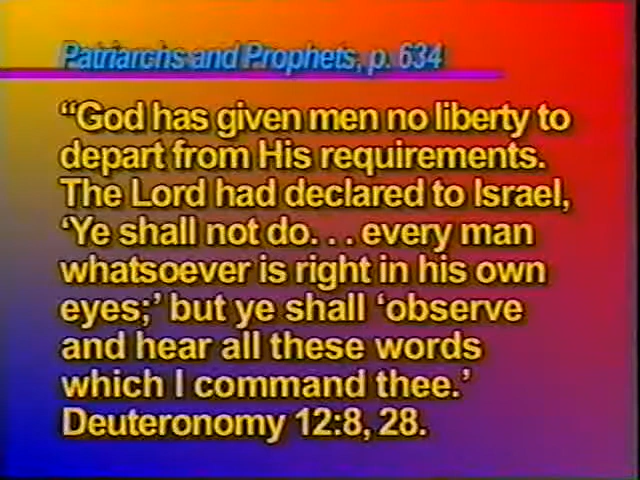 Patriarchs and Prophets, p. 634
“God has given men no liberty to
depart from His requirements.
The Lord had declared to Israel,
‘Ye shall not do. . . every man
whatsoever is right in his own
eyes;’ but ye shall ‘observe
and hear all these words
which I command thee.’
Deuteronomy 12:8, 28.